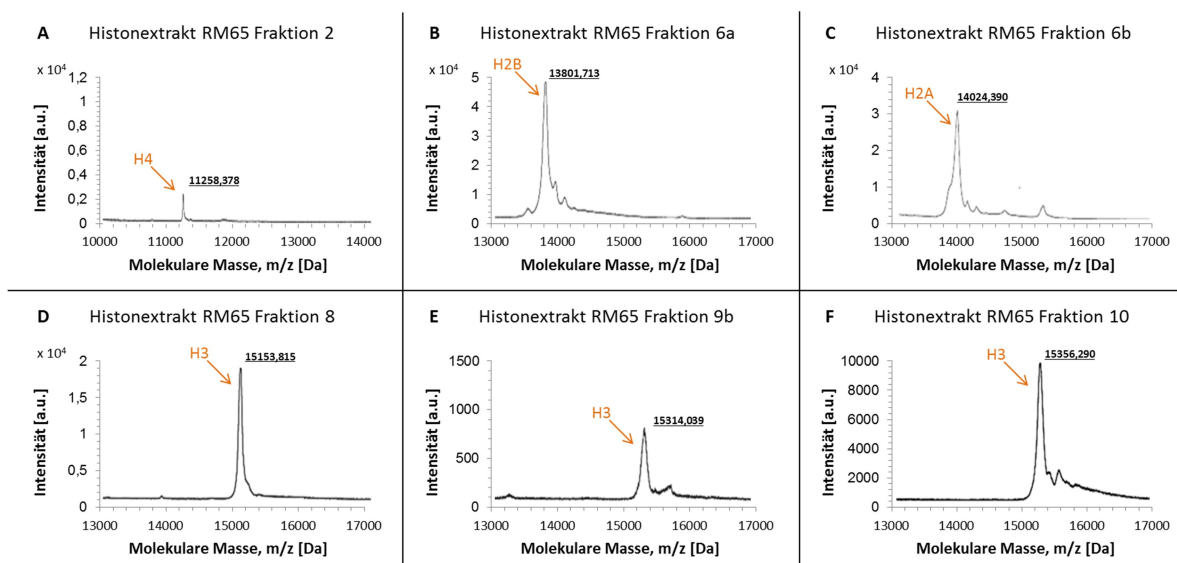 A Histonextrakt RM65 Fraktion 2
x 10⁴
1,2
1,0
0,8
0,6
0,4
0,2
0
H4
11258,378
10000 11000 12000 13000 14000
Intensität [a.u.]
Molekulare Masse, m/z [Da]
B Histonextrakt RM65 Fraktion 6a
x 10⁴
5
4
3
2
1
0
H2B
13801,713
13000 14000 15000 16000 17000
Intensität [a.u.]
Molekulare Masse, m/z [Da]
C Histonextrakt RM65 Fraktion 6b
x 10⁴
4
3
2
1
0
H2A
14024,390
13000 14000 15000 16000 17000
Intensität [a.u.]
Molekulare Masse, m/z [Da]
D Histonextrakt RM65 Fraktion 8
x 10⁴
2
1,5
1
0,5
0
H3
15153,815
13000 14000 15000 16000 17000
Intensität [a.u.]
Molekulare Masse, m/z [Da]
E Histonextrakt RM65 Fraktion 9b
1500
1000
500
0
H3
15314,039
13000 14000 15000 16000 17000
Intensität [a.u.]
Molekulare Masse, m/z [Da]
F Histonextrakt RM65 Fraktion 10
10000
8000
6000
4000
2000
0
H3
15356,290
13000 14000 15000 16000 17000
Intensität [a.u.]
Molekulare Masse, m/z [Da]